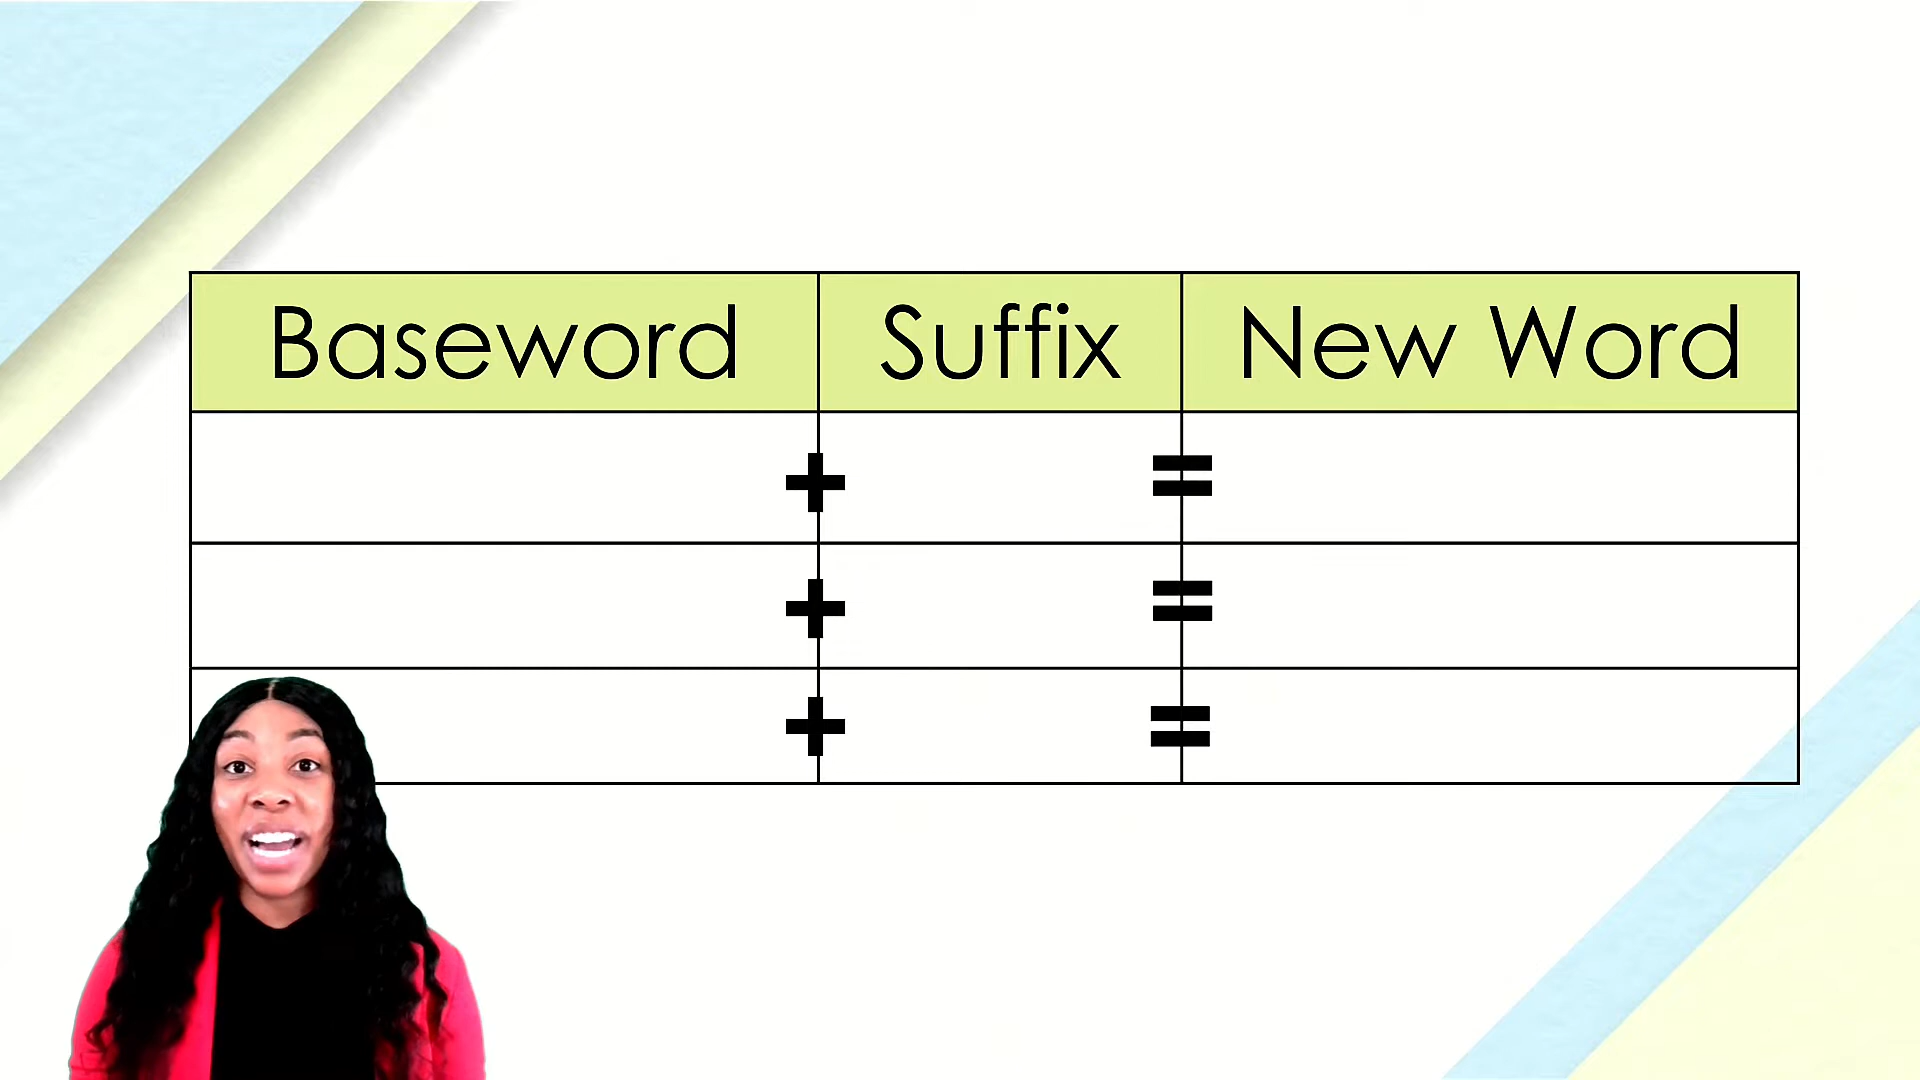 Baseword Suffix New Word
+ =
+ =
+ =